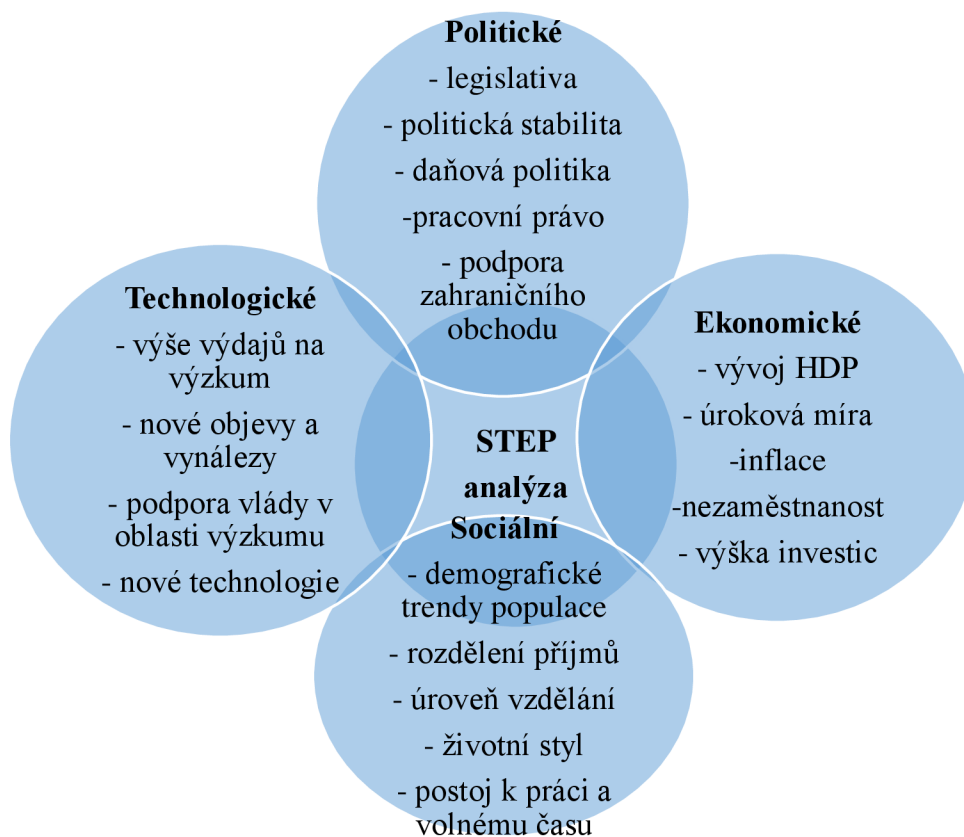 Politické
- legislativa
- politická stabilita
- daňová politika
-pracovní právo
- podpora
zahraničního
obchodu
Technologické
- výše výdajů na
výzkum
- nové objevy a
vynálezy
- podpora vlády v
oblasti výzkumu
- nové technologie
STEP
analýza
Ekonomické
- vývoj HDP
- úroková míra
-inflace
-nezaměstnanost
- výška investic
Sociální
- demografické
trendy populace
- rozdělení příjmů
- úroveň vzdělání
- životní styl
- postoj k práci a
volnému času